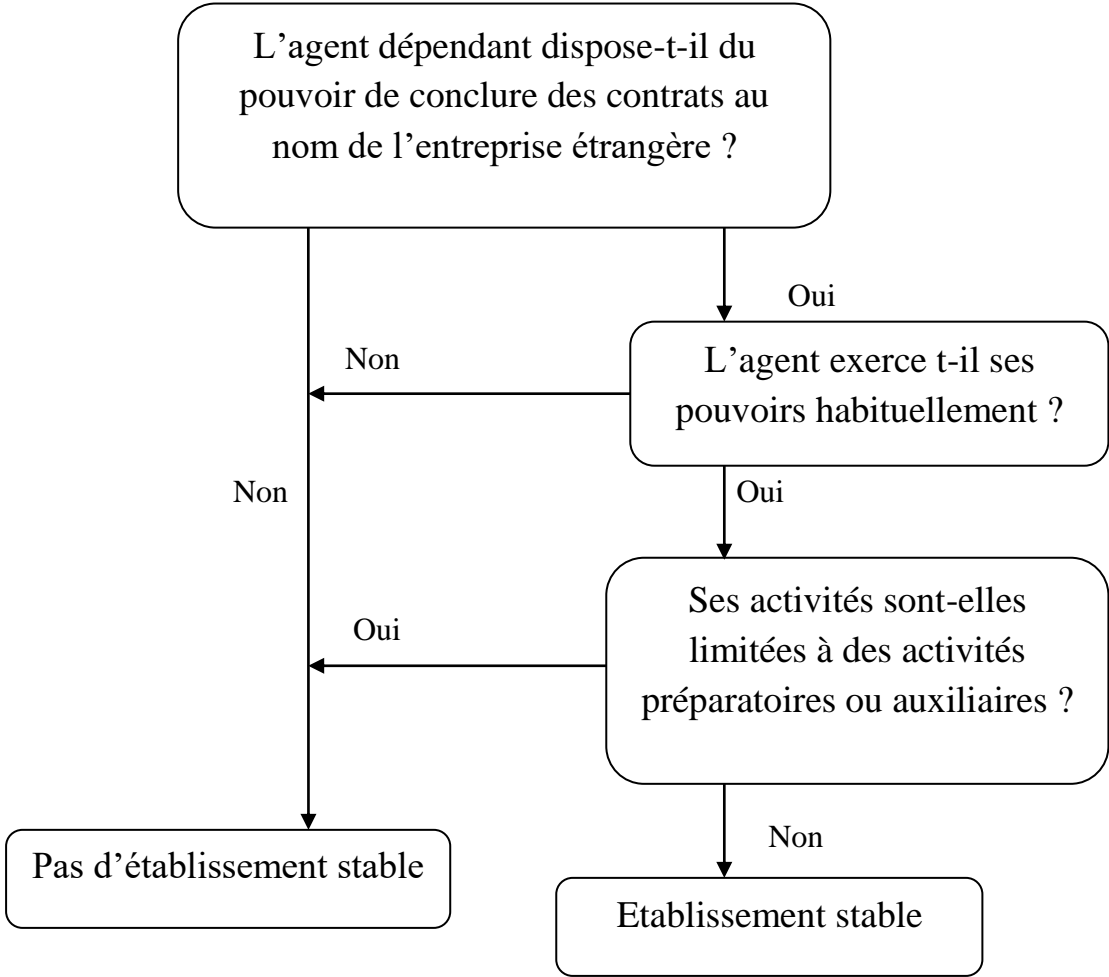 L’agent dépendant dispose-t-il du
pouvoir de conclure des contrats au
nom de l’entreprise étrangère ?
Oui
Non
L’agent exerce t-il ses
pouvoirs habituellement ?
Non
Oui
Ses activités sont-elles
limitées à des activités
préparatoires ou auxiliaires ?
Oui
Non
Pas d’établissement stable
Etablissement stable